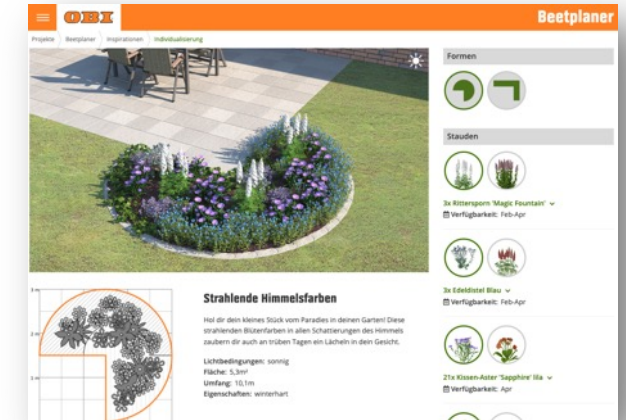 OBI
Beetplaner
Projekte
Beetplaner
Inspirationen
Individualisierung
Formen
Stauden
3x Rittersporn 'Magic Fountain'
Verfügbarkeit: Feb-Apr
3x Edeldistel Blau
Verfügbarkeit: Feb-Apr
21x Kissen-Aster 'Sapphire' lila
Verfügbarkeit: Apr
3 m
2 m
1 m
Strahlende Himmelsfarben
Hol dir dein kleines Stück vom Paradies in deinen Garten! Diese
strahlenden Blütenfarben in allen Schattierungen des Himmels
zaubern dir auch an trüben Tagen ein Lächeln in dein Gesicht.
Lichtbedingungen: sonnig
Fläche: 5,3m²
Umfang: 10,1m
Eigenschaften: winterhart